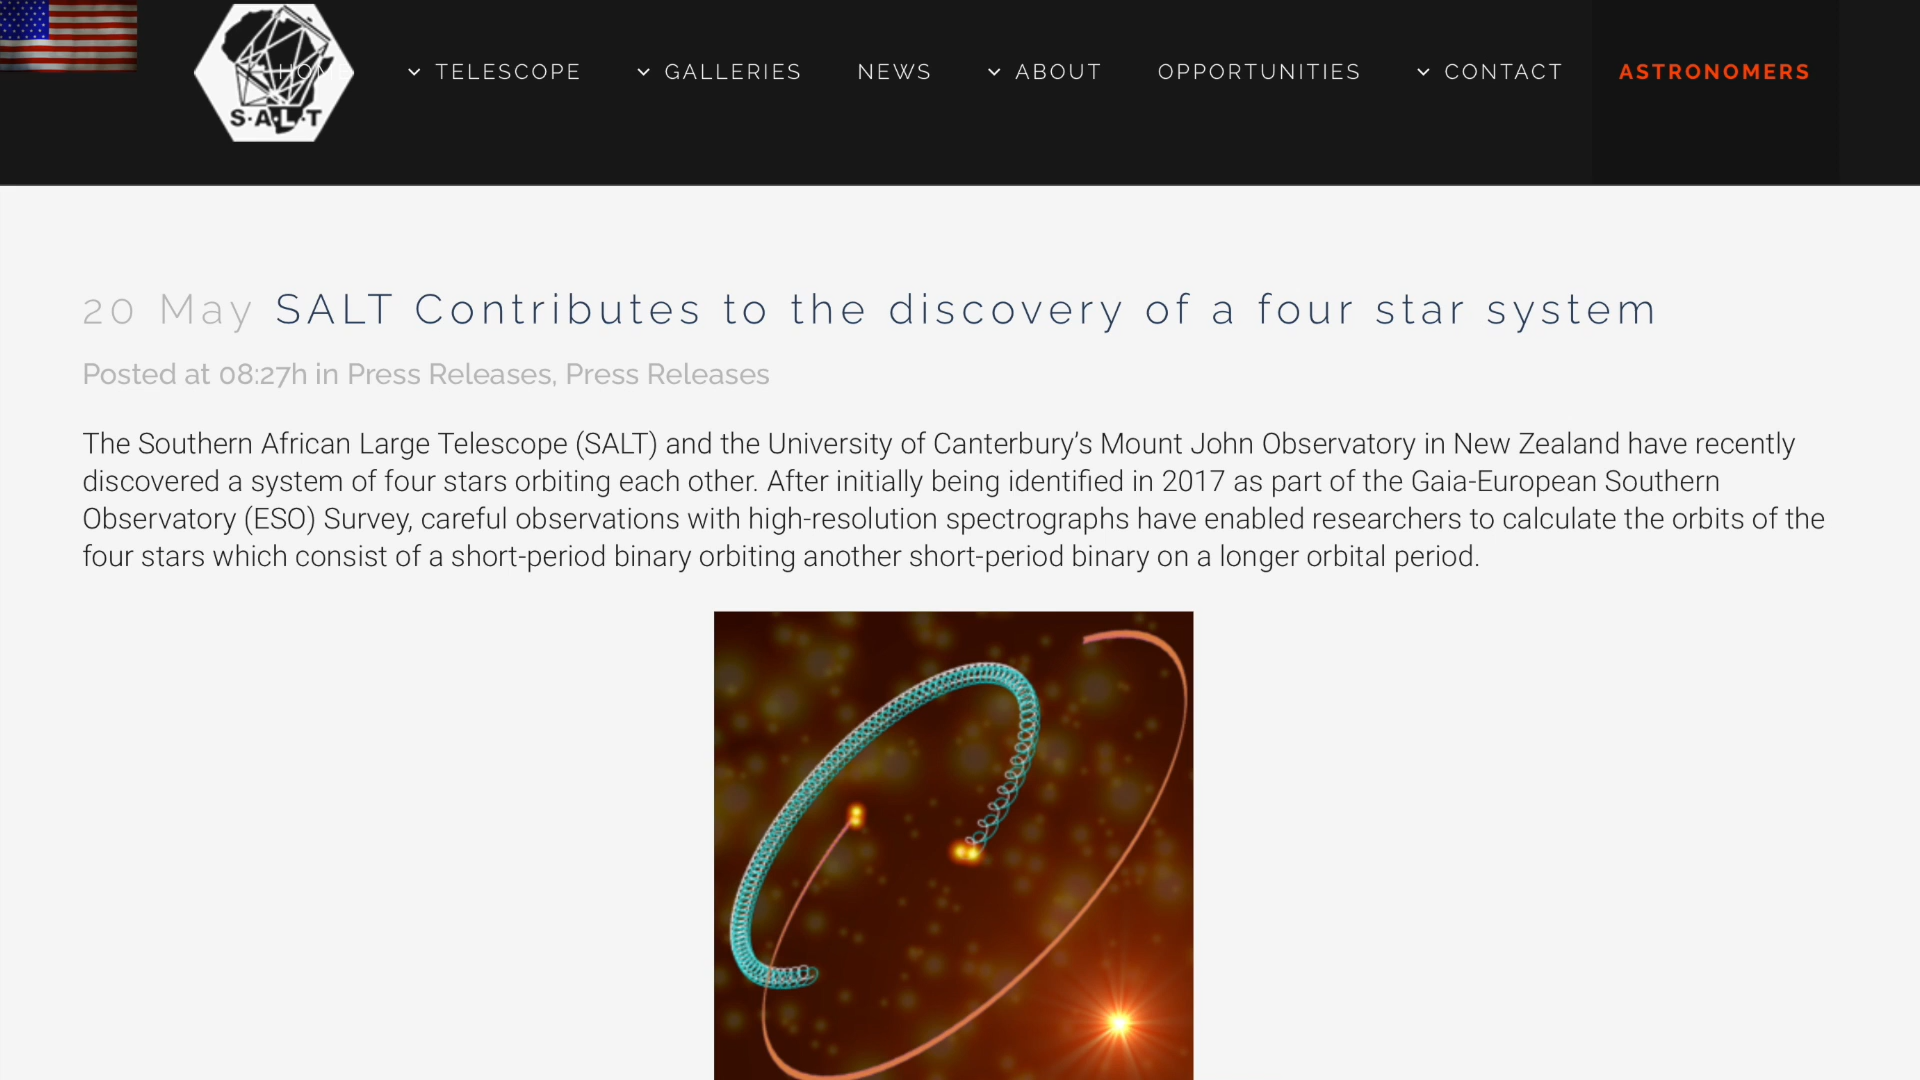 S·A·L·T
HOME
TELESCOPE
GALLERIES
NEWS
ABOUT
OPPORTUNITIES
CONTACT
ASTRONOMERS
20 May SALT Contributes to the discovery of a four star system
Posted at 08:27h in Press Releases, Press Releases
The Southern African Large Telescope (SALT) and the University of Canterbury’s Mount John Observatory in New Zealand have recently
discovered a system of four stars orbiting each other. After initially being identified in 2017 as part of the Gaia-European Southern
Observatory (ESO) Survey, careful observations with high-resolution spectrographs have enabled researchers to calculate the orbits of the
four stars which consist of a short-period binary orbiting another short-period binary on a longer orbital period.